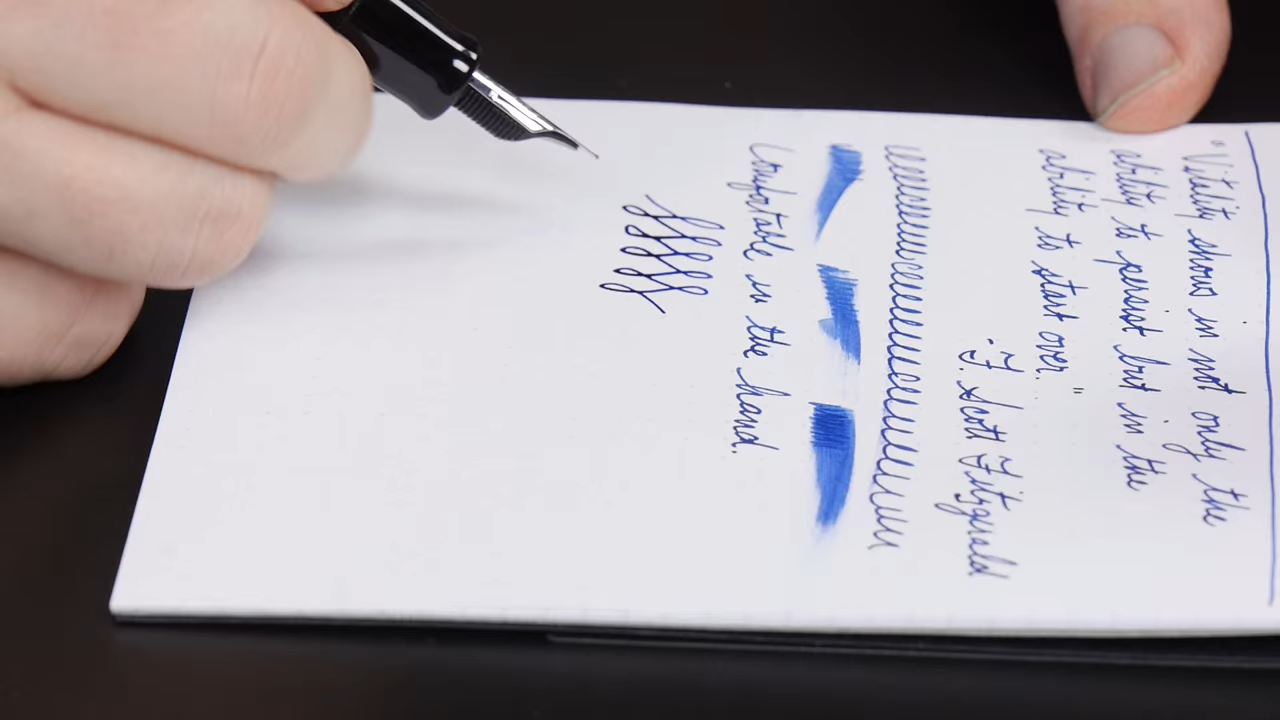 "Vitality shows in not only the
ability to persist but in the
ability to start over."
-F. Scott Fitzgerald
Comfortable in the hand.